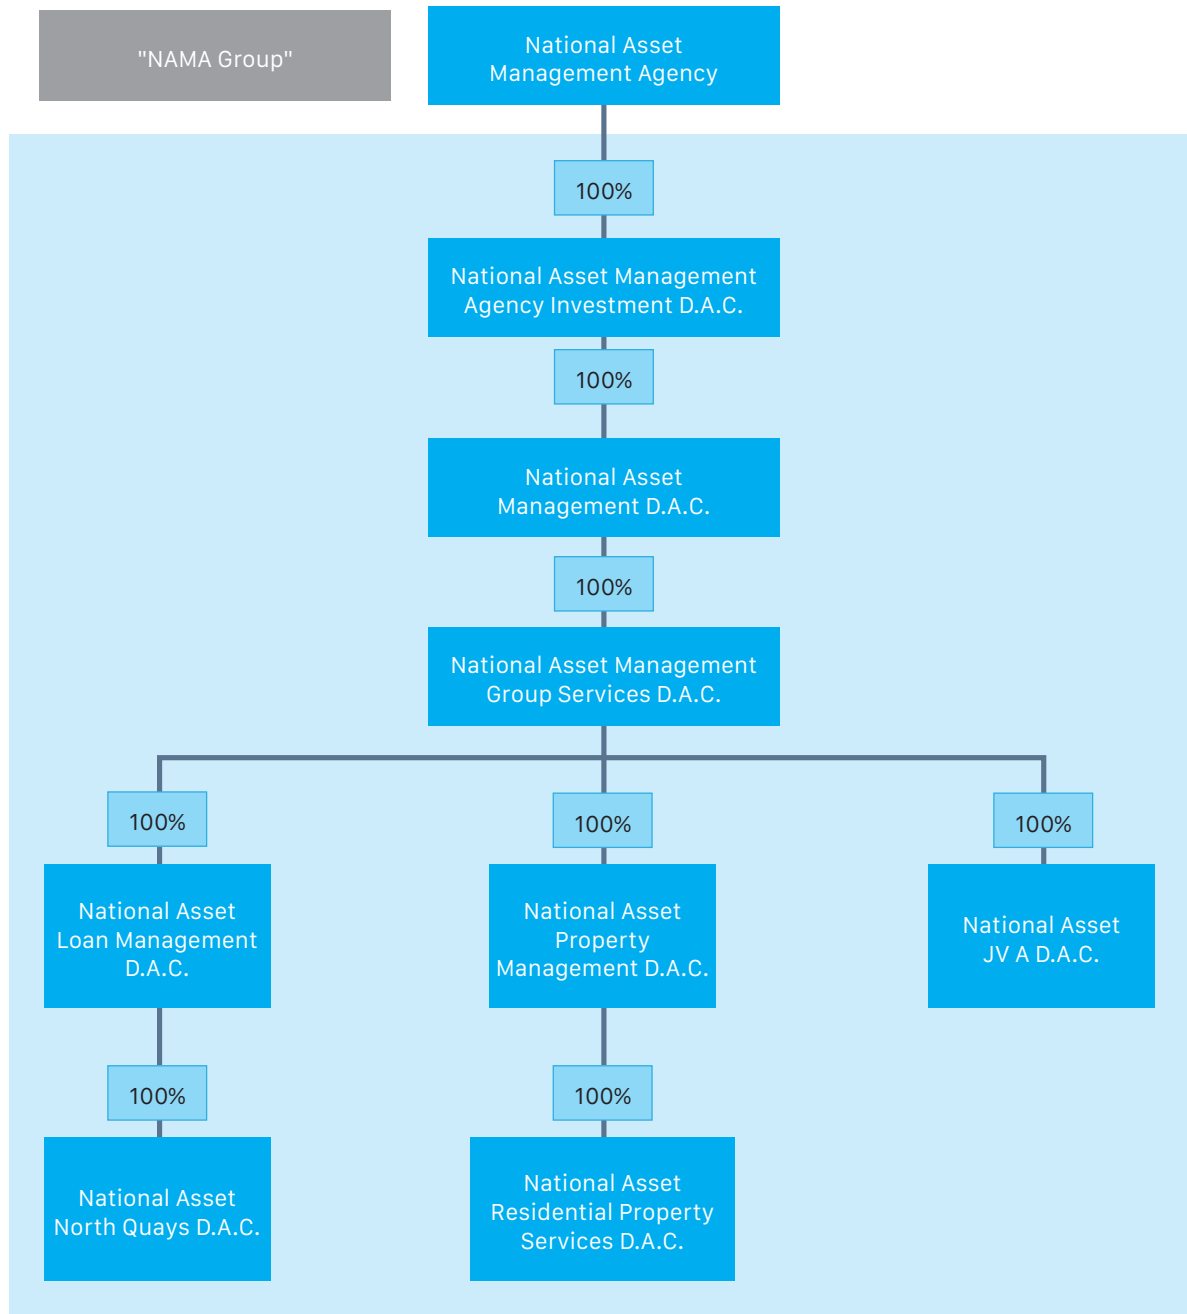 "NAMA Group"
National Asset
Management Agency
100%
National Asset Management
Agency Investment D.A.C.
100%
National Asset
Management D.A.C.
100%
National Asset Management
Group Services D.A.C.
100%
100%
100%
National Asset
Loan Management
D.A.C.
National Asset
Property
Management D.A.C.
National Asset
JV A D.A.C.
100%
100%
National Asset
North Quays D.A.C.
National Asset
Residential Property
Services D.A.C.